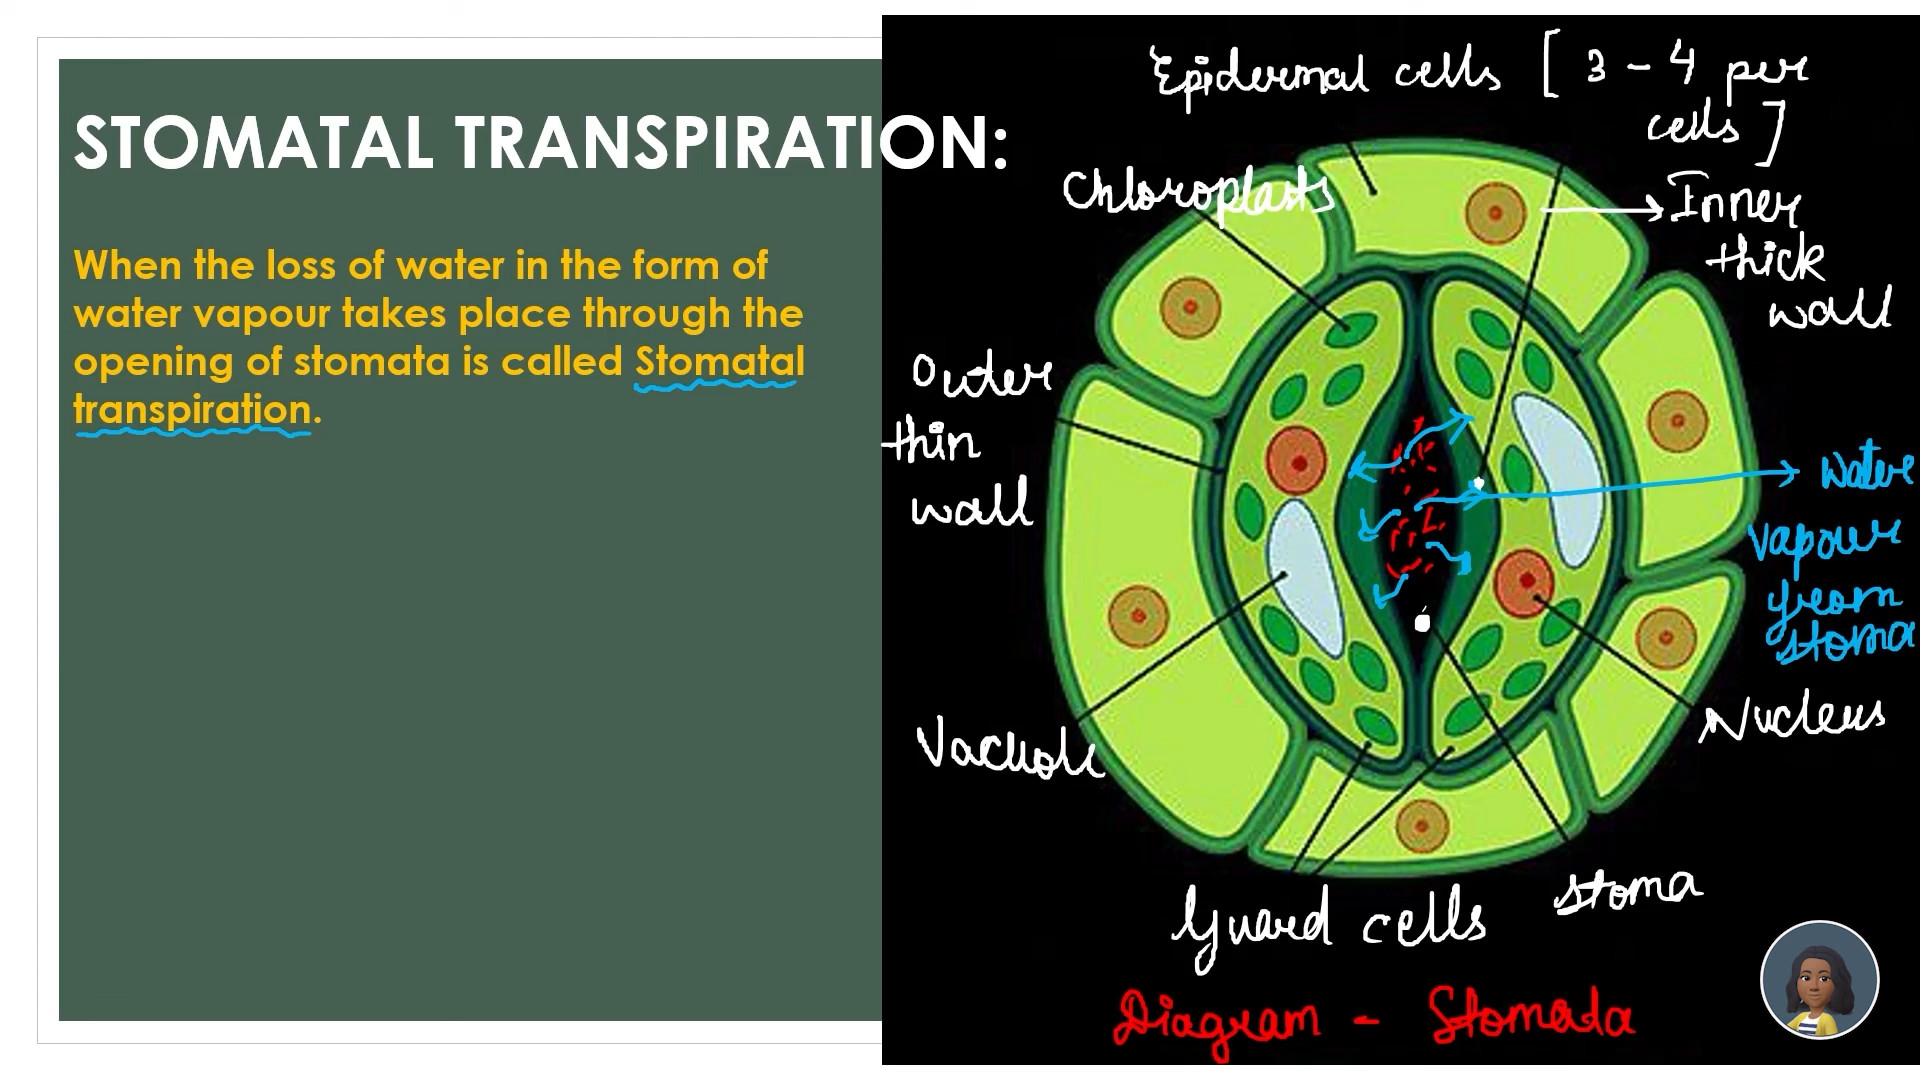 STOMATAL TRANSPIRATION:
When the loss of water in the form of
water vapour takes place through the
opening of stomata is called Stomatal
transpiration.
Epidermal cells [ 3 - 4 per
cells ]
Chloroplasts
Inner
thick
wall
Outer
thin
wall
Water
vapour
from
stoma
Vacuole
Nucleus
stoma
Guard cells
Diagram - Stomata